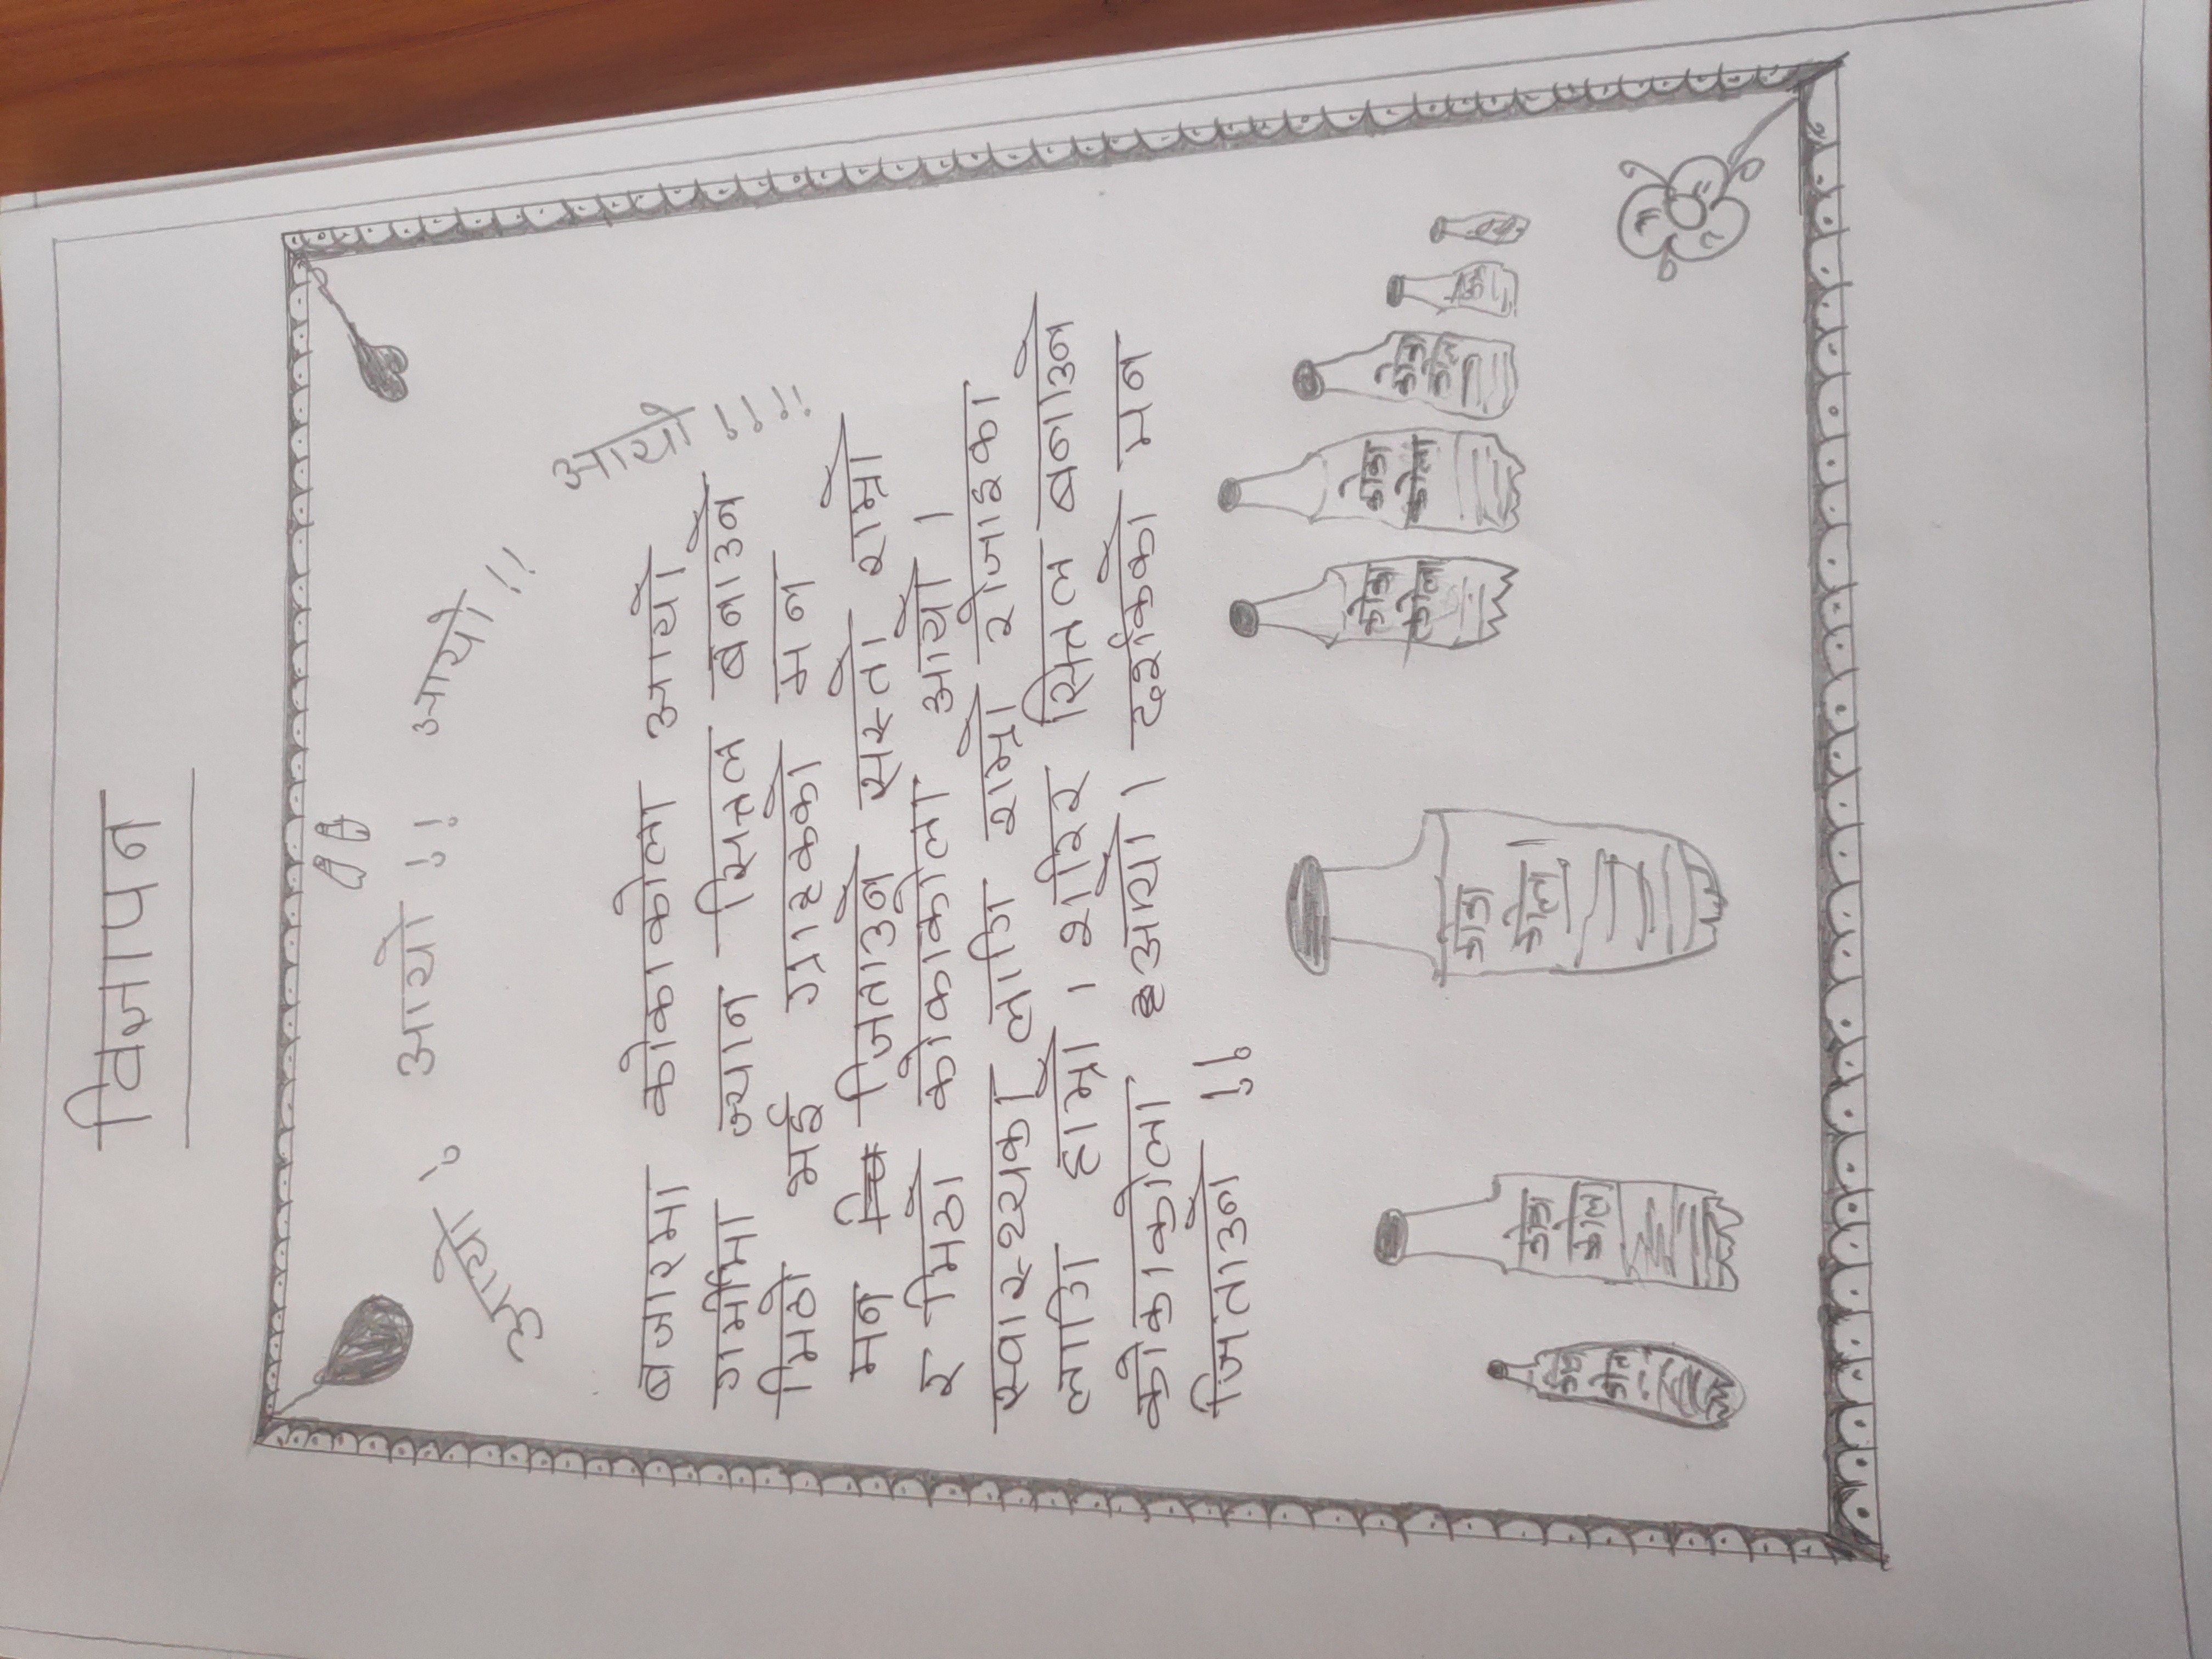 विज्ञापन
आयो ! आयो !! आयो !! आयो !!!!
बजारमा कोकाकोला आयो
गर्मीमा ज्यान सित्तल बनाउने
मिठो भई ग्राहकको मन
मन जिताउने सस्तो राम्रो
र मिठो कोकाकोला आयो ।
स्वास्थ्यका लागि राम्रो रोजाइका
लागि हाम्रो । शरिर सित्तल बनाउने
कोकाकोला आयो । दर्शकको मन
जिताउने !!
कोका
कोला
कोका
कोला
कोका
कोला
कोका
कोला
कोका
कोला
कोका
कोला